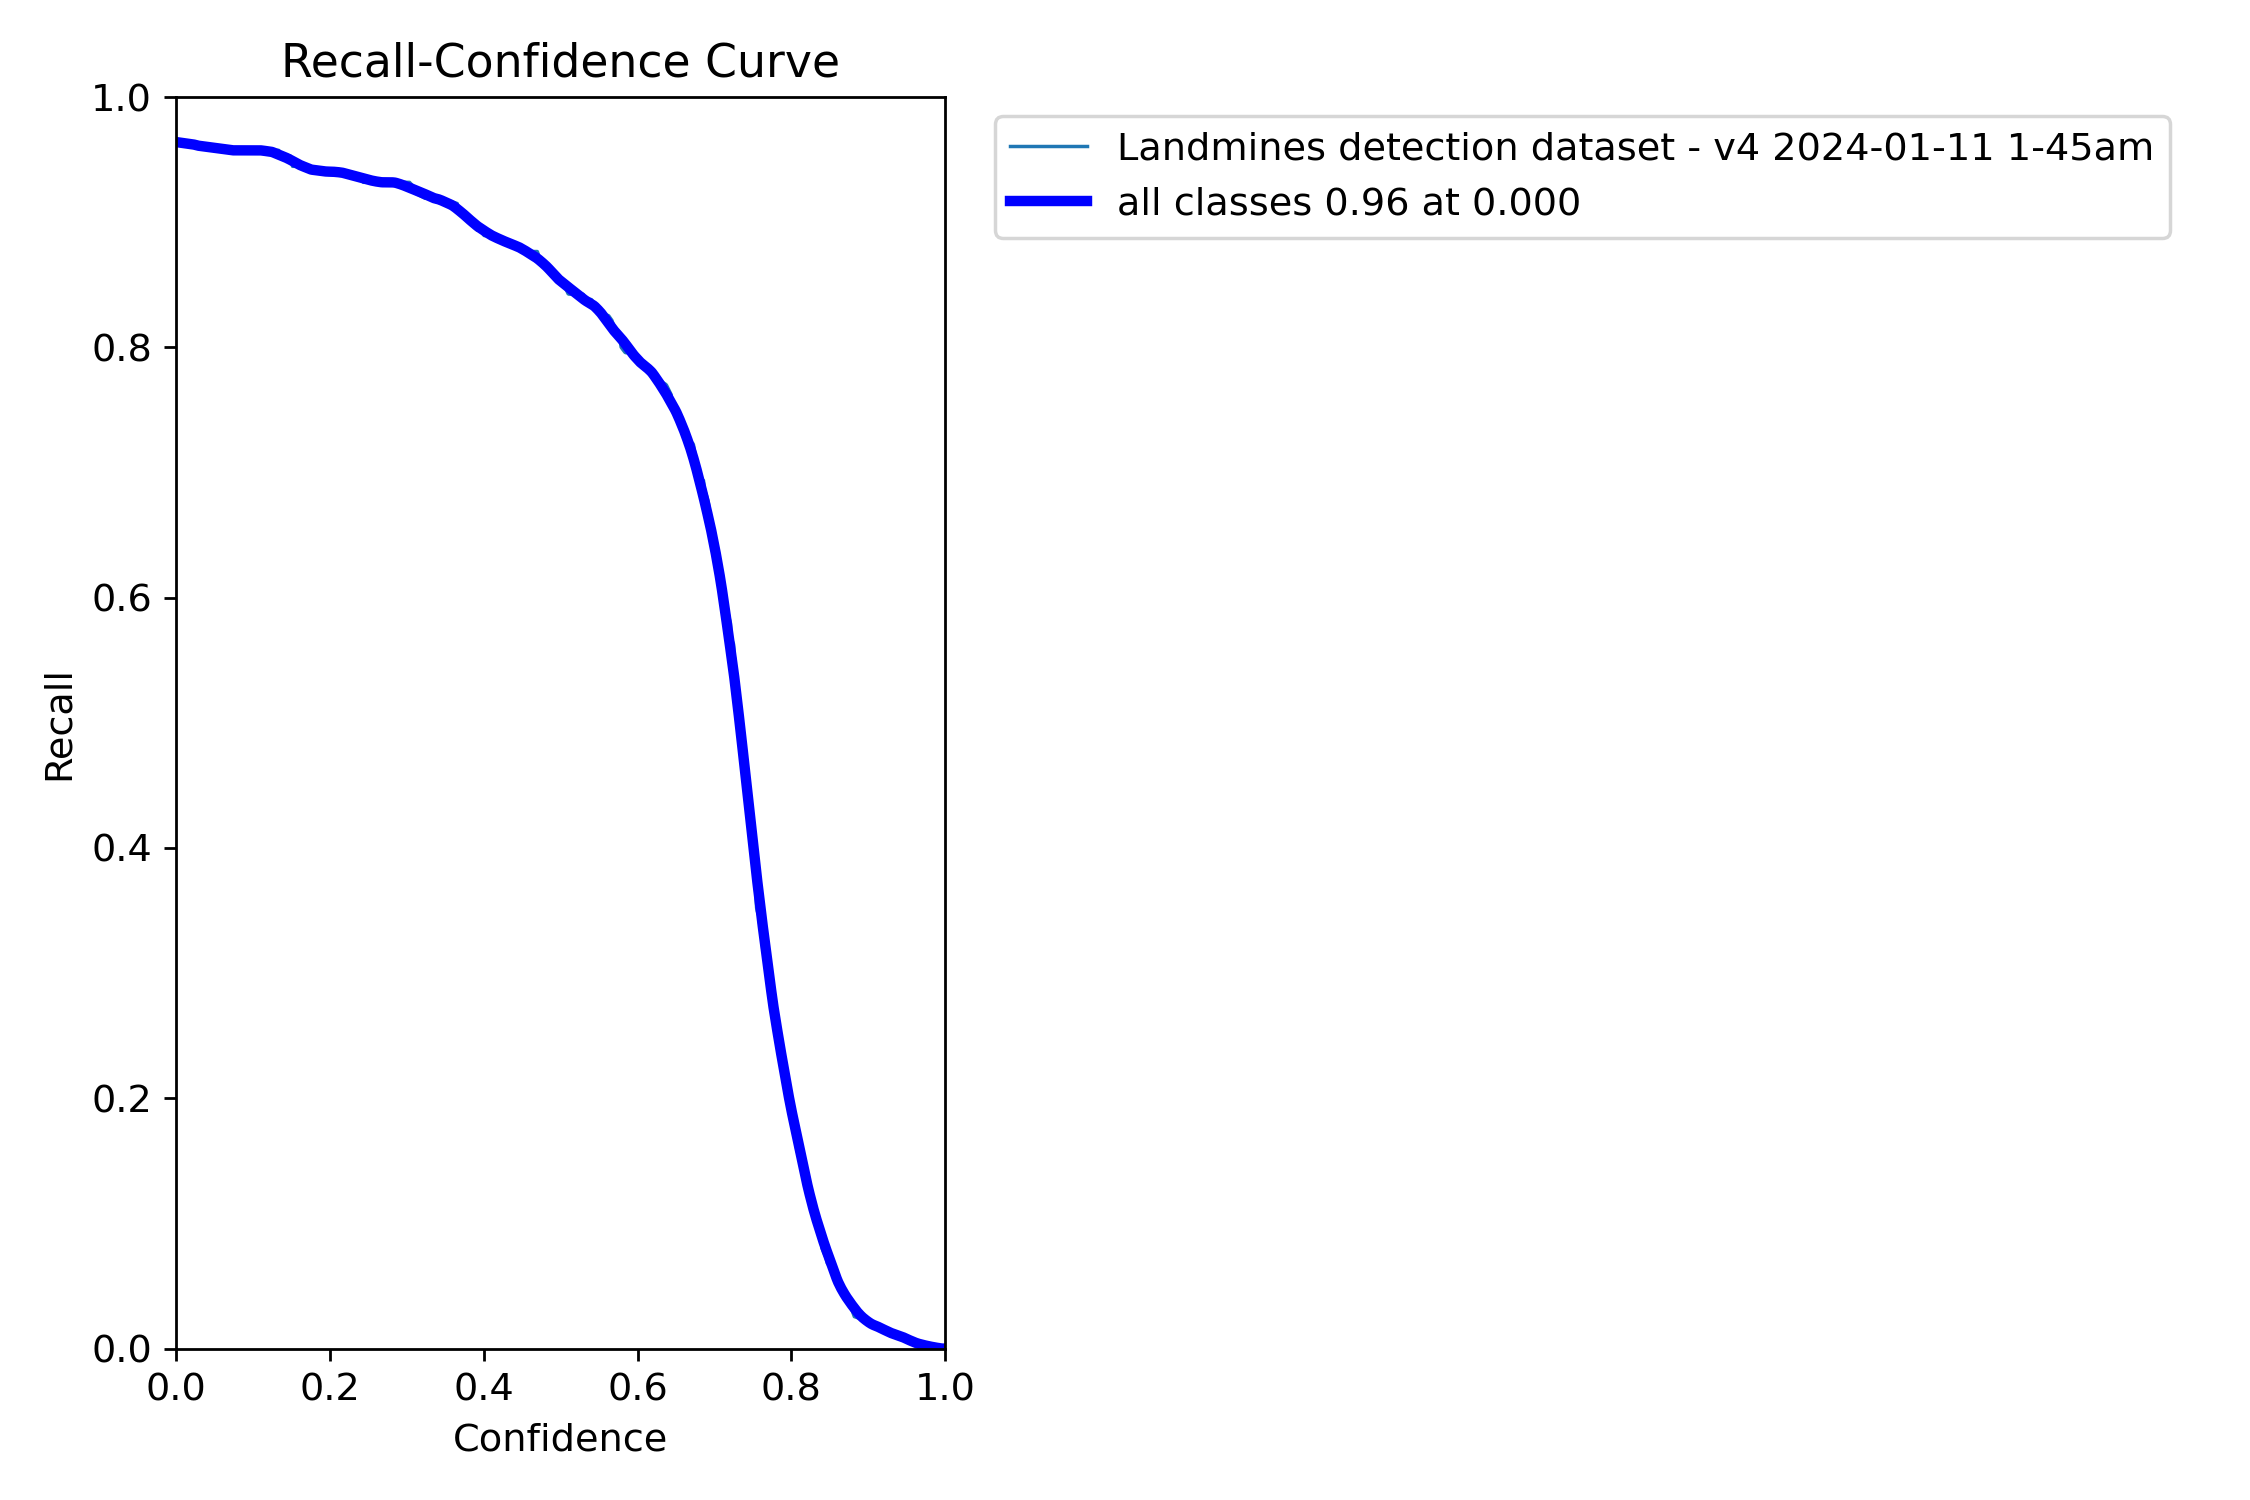 Recall-Confidence Curve
1.0
0.8
0.6
0.4
0.2
0.0
Recall
0.0 0.2 0.4 0.6 0.8 1.0
Confidence
Landmines detection dataset - v4 2024-01-11 1-45am
all classes 0.96 at 0.000